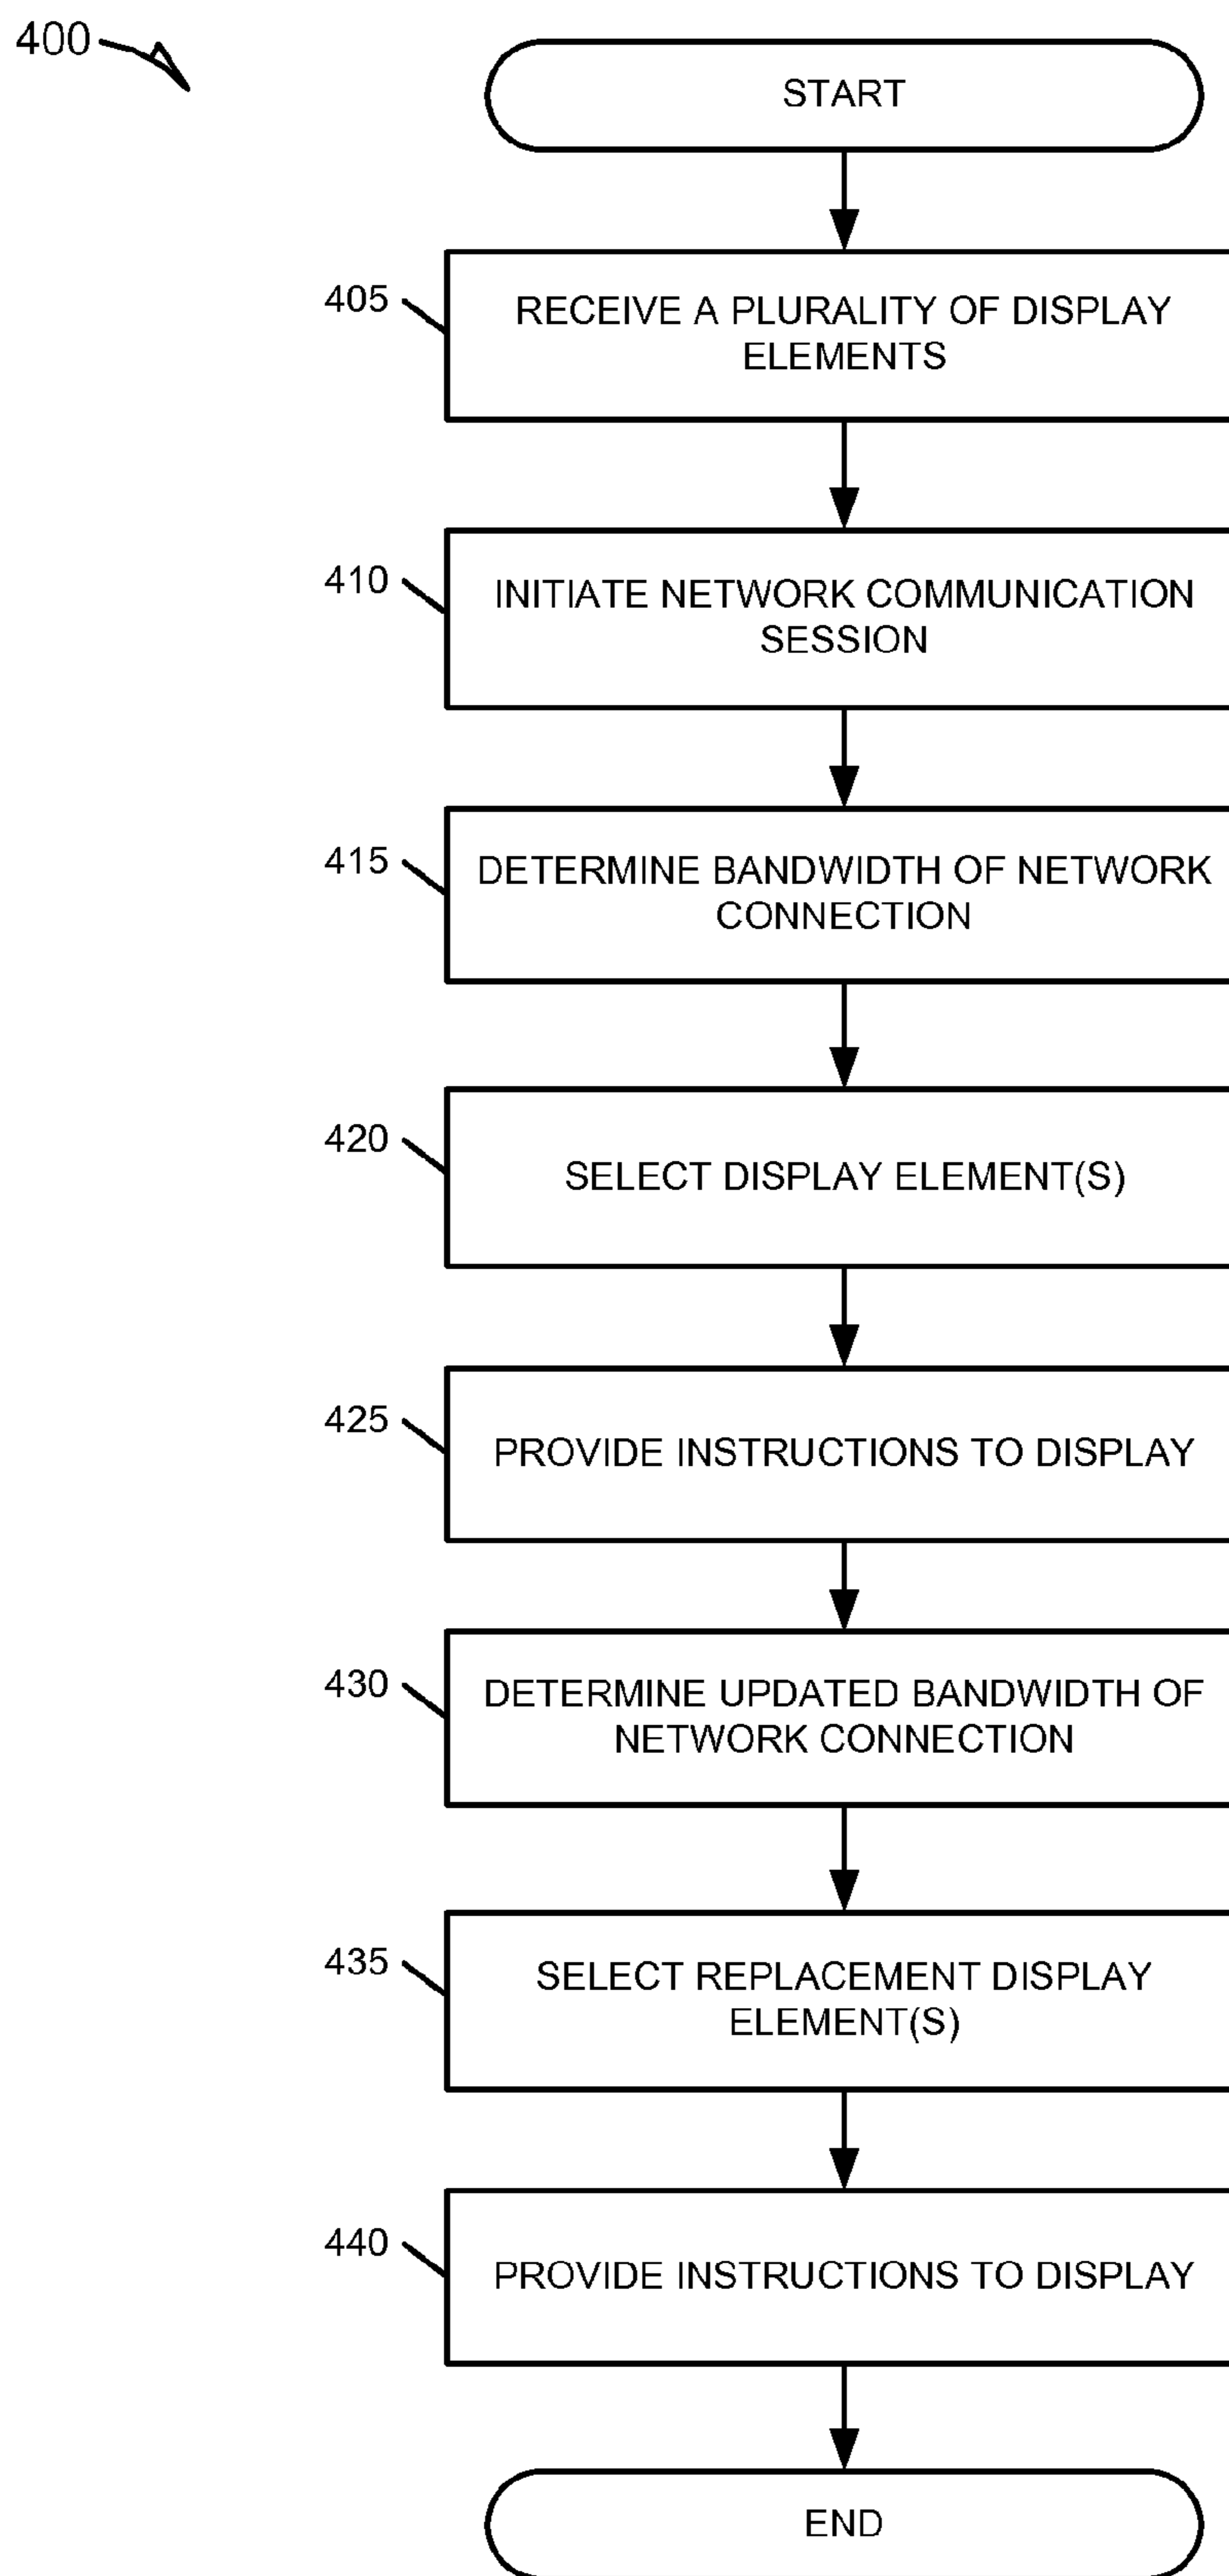 400
START
405
RECEIVE A PLURALITY OF DISPLAY
ELEMENTS
410
INITIATE NETWORK COMMUNICATION
SESSION
415
DETERMINE BANDWIDTH OF NETWORK
CONNECTION
420
SELECT DISPLAY ELEMENT(S)
425
PROVIDE INSTRUCTIONS TO DISPLAY
430
DETERMINE UPDATED BANDWIDTH OF
NETWORK CONNECTION
435
SELECT REPLACEMENT DISPLAY
ELEMENT(S)
440
PROVIDE INSTRUCTIONS TO DISPLAY
END